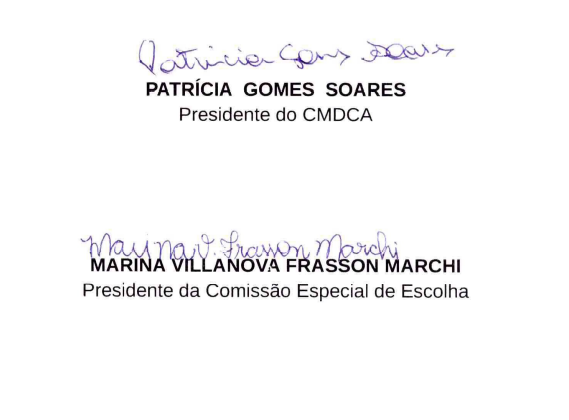 Patricia Gomes Soares
PATRÍCIA GOMES SOARES
Presidente do CMDCA
Marina V. Frasson Marchi
MARINA VILLANOVA FRASSON MARCHI
Presidente da Comissão Especial de Escolha